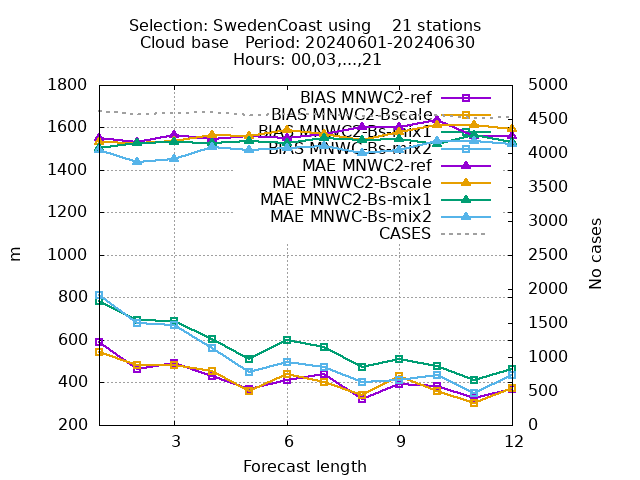 Selection: SwedenCoast using 21 stations
Cloud base Period: 20240601-20240630
Hours: 00,03,...,21
1800
1600
1400
1200
1000
800
600
400
200
m
BIAS MNWC2-ref
BIAS MNWC2-Bscale
BIAS MNWC2-Bs-mix1
BIAS MNWC-Bs-mix2
MAE MNWC2-ref
MAE MNWC2-Bscale
MAE MNWC2-Bs-mix1
MAE MNWC-Bs-mix2
CASES
5000
4500
4000
3500
3000
2500
2000
1500
1000
500
0
No cases
3 6 9 12
Forecast length